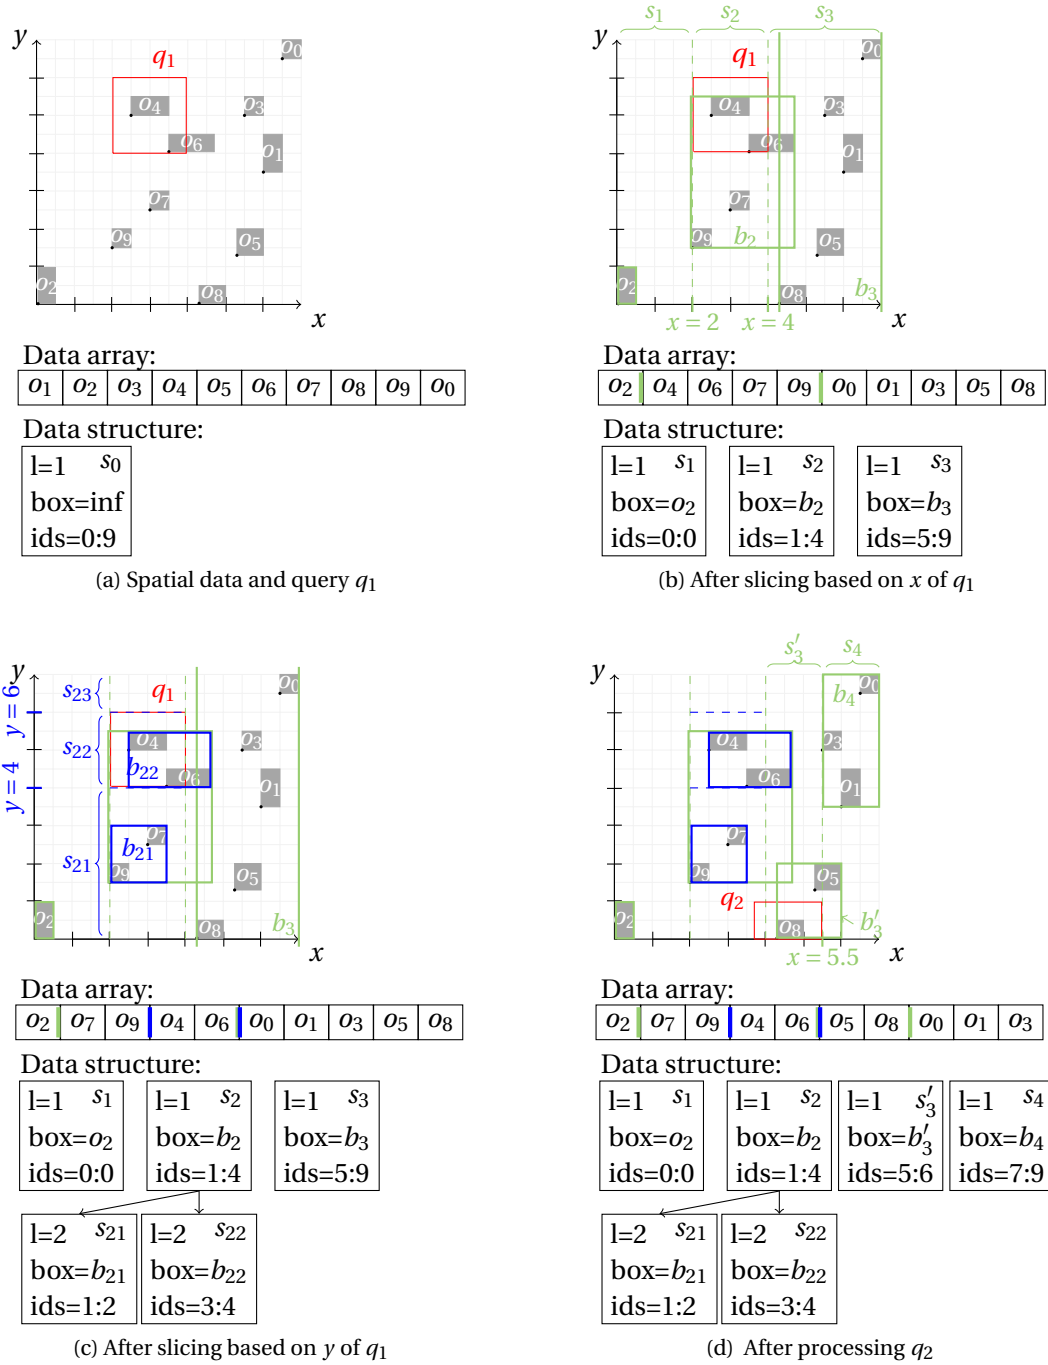 y
q1
o0
o4
o3
o6
o1
o7
o9
o5
o2
o8
x
Data array:
o1 o2 o3 o4 o5 o6 o7 o8 o9 o0
Data structure:
l=1 s0
box=inf
ids=0:9
(a) Spatial data and query q1
s1 s2 s3
y
q1
o0
o4
o3
o6
o1
o7
o9
b2
o5
o2
o8
b3
x
x = 2 x = 4
Data array:
o2 o4 o6 o7 o9 o0 o1 o3 o5 o8
Data structure:
l=1 s1 l=1 s2 l=1 s3
box=o2 box=b2 box=b3
ids=0:0 ids=1:4 ids=5:9
(b) After slicing based on x of q1
y
y = 6
s23
q1
o0
o4
o3
s22
b22
o6
o1
y = 4
o7
b21
s21
o9
o5
o2
o8
b3
x
Data array:
o2 o7 o9 o4 o6 o0 o1 o3 o5 o8
Data structure:
l=1 s1 l=1 s2 l=1 s3
box=o2 box=b2 box=b3
ids=0:0 ids=1:4 ids=5:9
l=2 s21 l=2 s22
box=b21 box=b22
ids=1:2 ids=3:4
(c) After slicing based on y of q1
s′3 s4
y
o0
b4
o4
o3
o6
o1
o7
o9
o5
q2
o2
o8
b′3
x
x = 5.5
Data array:
o2 o7 o9 o4 o6 o5 o8 o0 o1 o3
Data structure:
l=1 s1 l=1 s2 l=1 s′3 l=1 s4
box=o2 box=b2 box=b′3 box=b4
ids=0:0 ids=1:4 ids=5:6 ids=7:9
l=2 s21 l=2 s22
box=b21 box=b22
ids=1:2 ids=3:4
(d) After processing q2